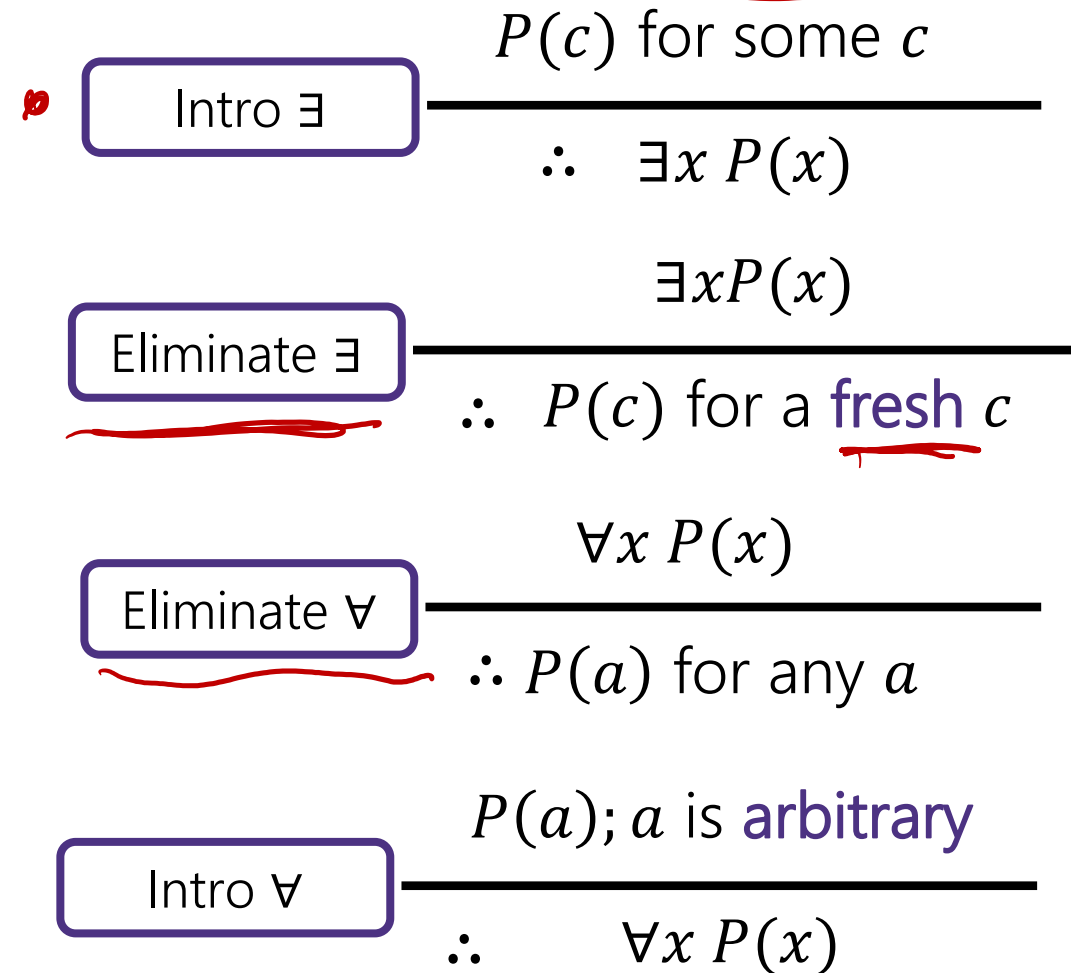 P(c) for some c
Intro ∃
∴ ∃x P(x)
∃xP(x)
Eliminate ∃
∴ P(c) for a fresh c
∀x P(x)
Eliminate ∀
∴ P(a) for any a
P(a); a is arbitrary
Intro ∀
∴ ∀x P(x)